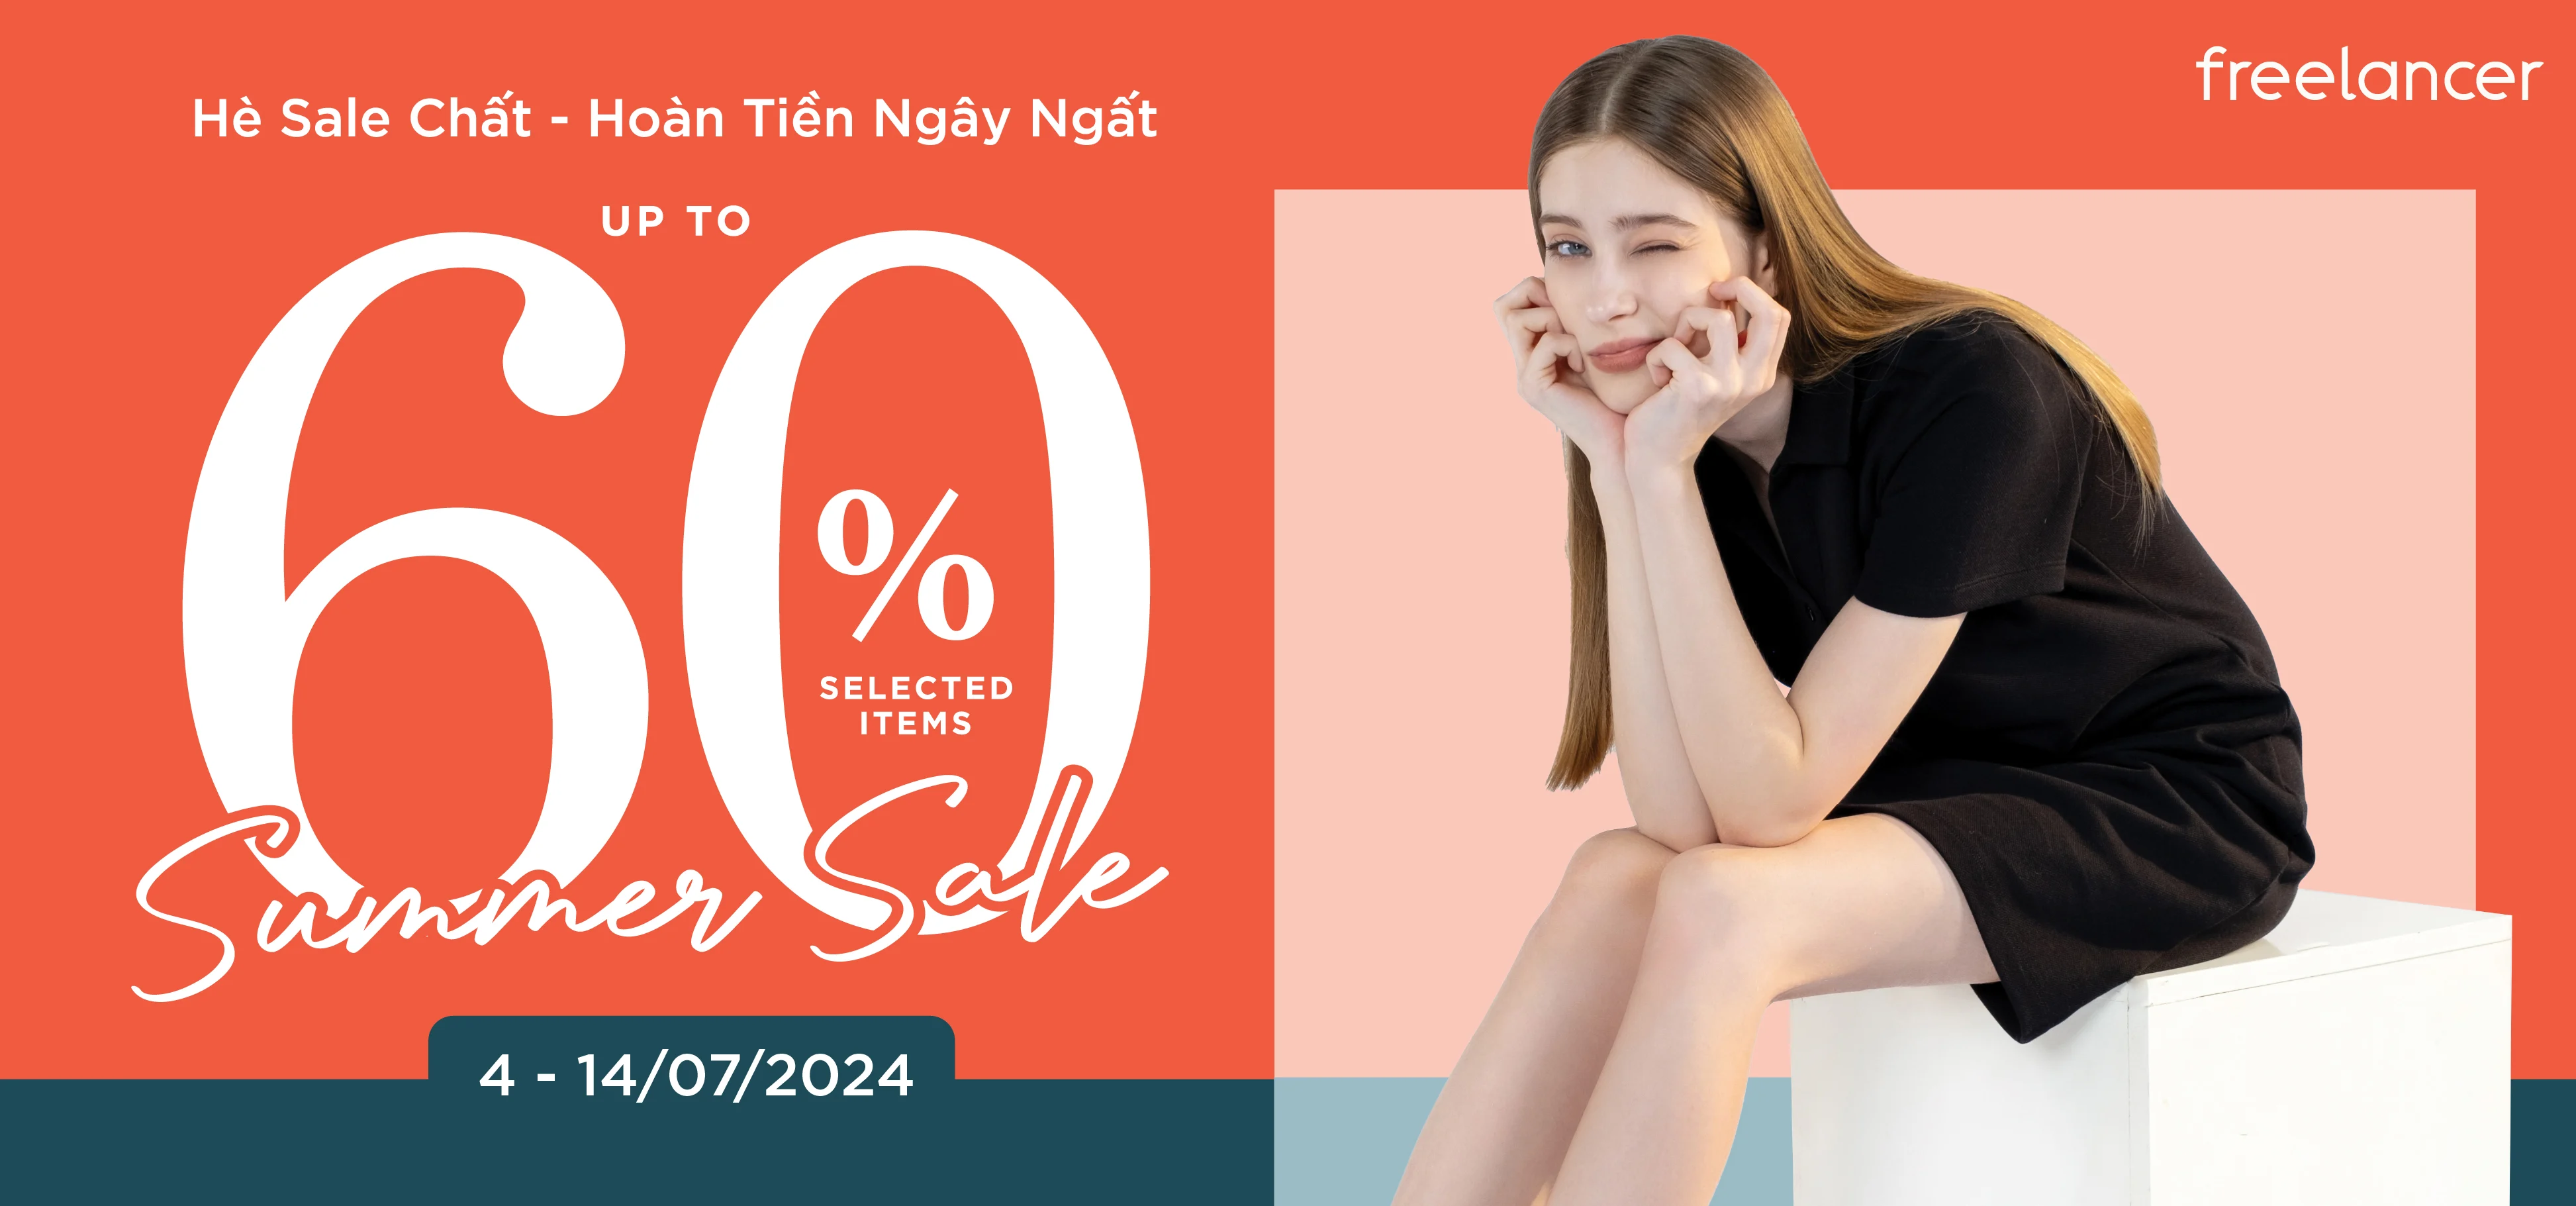 freelancer
Hè Sale Chất - Hoàn Tiền Ngây Ngất
UP TO
60
%
SELECTED
ITEMS
Summer Sale
4 - 14/07/2024